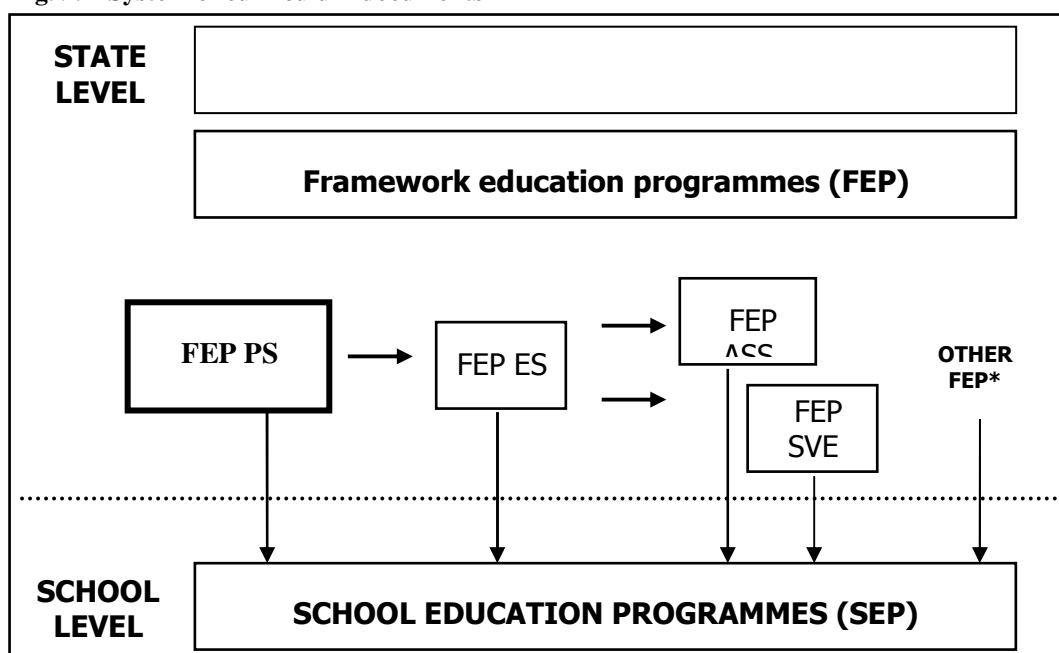 STATE
LEVEL
Framework education programmes (FEP)
FEP PS
FEP ES
FEP
ASS
FEP
SVE
OTHER
FEP*
SCHOOL
LEVEL
SCHOOL EDUCATION PROGRAMMES (SEP)